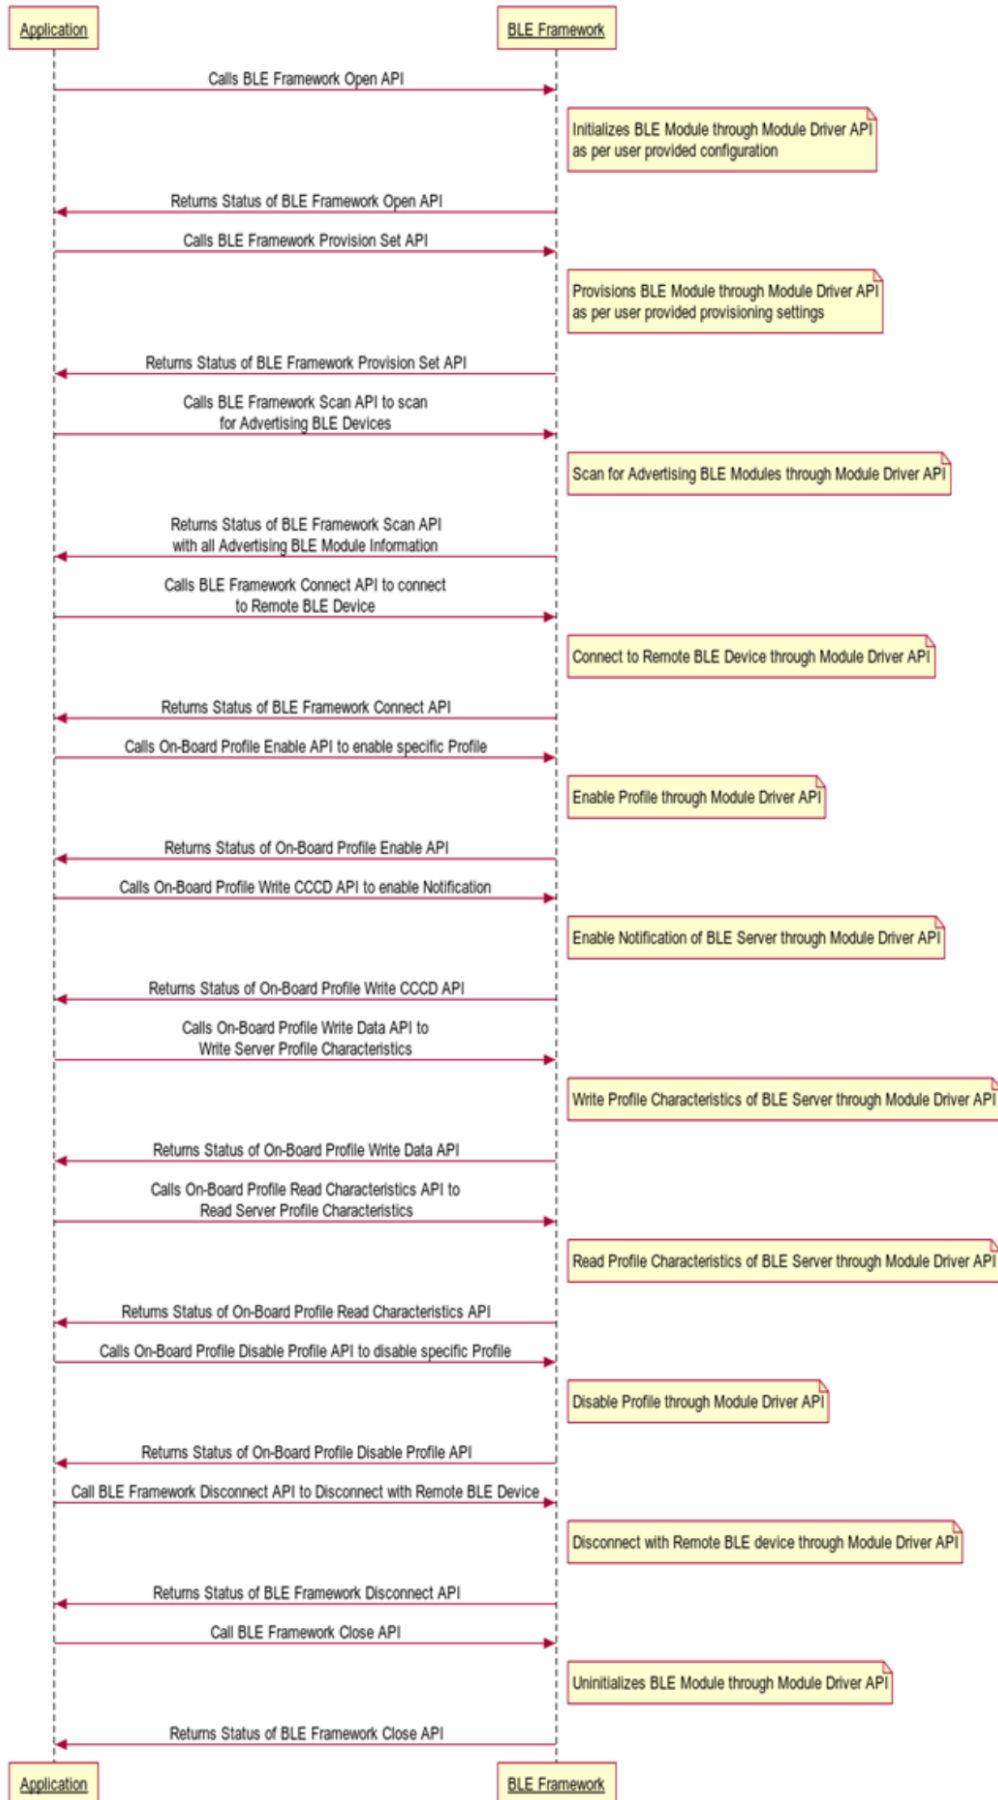 Application
BLE Framework
Calls BLE Framework Open API
Initializes BLE Module through Module Driver API
as per user provided configuration
Returns Status of BLE Framework Open API
Calls BLE Framework Provision Set API
Provisions BLE Module through Module Driver API
as per user provided provisioning settings
Returns Status of BLE Framework Provision Set API
Calls BLE Framework Scan API to scan
for Advertising BLE Devices
Scan for Advertising BLE Modules through Module Driver API
Returns Status of BLE Framework Scan API
with all Advertising BLE Module Information
Calls BLE Framework Connect API to connect
to Remote BLE Device
Connect to Remote BLE Device through Module Driver API
Returns Status of BLE Framework Connect API
Calls On-Board Profile Enable API to enable specific Profile
Enable Profile through Module Driver API
Returns Status of On-Board Profile Enable API
Calls On-Board Profile Write CCCD API to enable Notification
Enable Notification of BLE Server through Module Driver API
Returns Status of On-Board Profile Write CCCD API
Calls On-Board Profile Write Data API to
Write Server Profile Characteristics
Write Profile Characteristics of BLE Server through Module Driver API
Returns Status of On-Board Profile Write Data API
Calls On-Board Profile Read Characteristics API to
Read Server Profile Characteristics
Read Profile Characteristics of BLE Server through Module Driver API
Returns Status of On-Board Profile Read Characteristics API
Calls On-Board Profile Disable Profile API to disable specific Profile
Disable Profile through Module Driver API
Returns Status of On-Board Profile Disable Profile API
Call BLE Framework Disconnect API to Disconnect with Remote BLE Device
Disconnect with Remote BLE device through Module Driver API
Returns Status of BLE Framework Disconnect API
Call BLE Framework Close API
Uninitializes BLE Module through Module Driver API
Returns Status of BLE Framework Close API
Application
BLE Framework